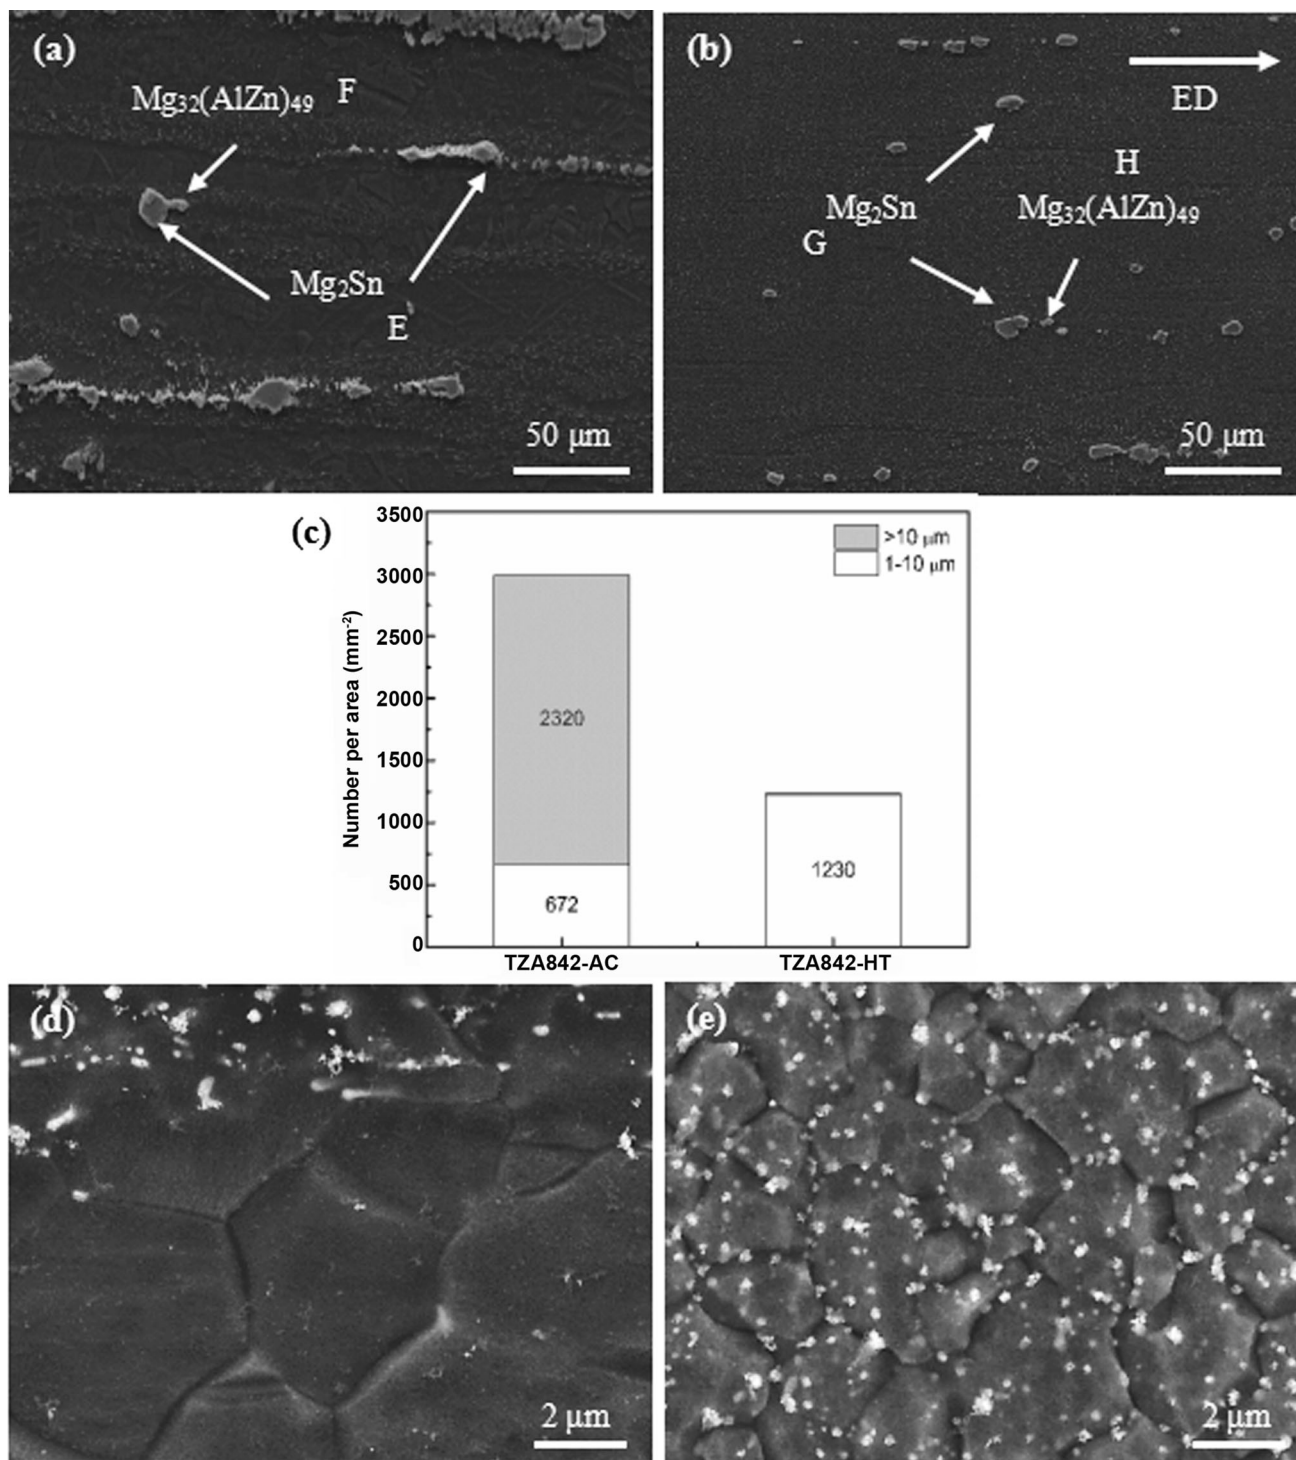 (a)
Mg32(AlZn)49 F
Mg2Sn
E
50 μm
(b)
ED
H
Mg2Sn
Mg32(AlZn)49
G
50 μm
(c)
Number per area (mm-2)
3500
3000
2500
2000
1500
1000
500
0
>10 μm
1-10 μm
2320
672
1230
TZA842-AC
TZA842-HT
(d)
2 μm
(e)
2 μm